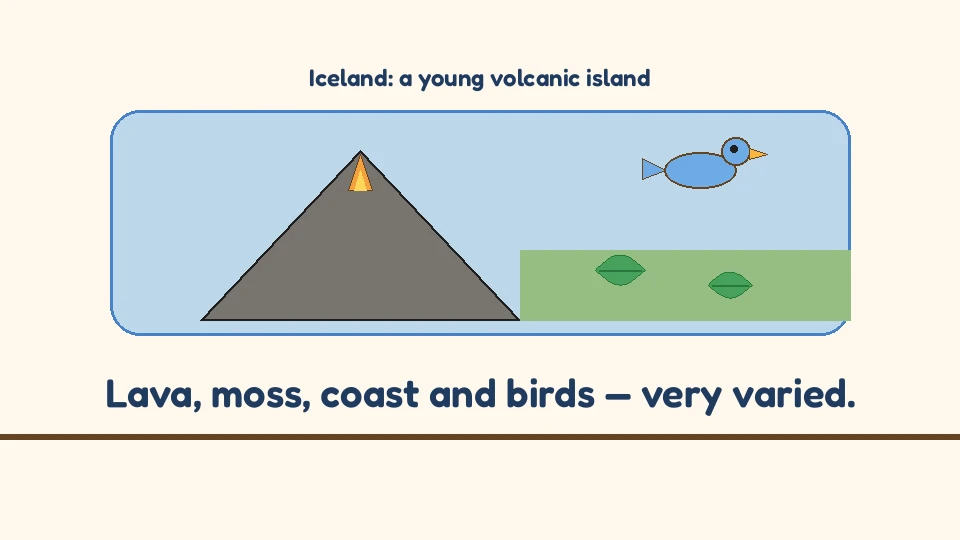 Iceland: a young volcanic island
Lava, moss, coast and birds — very varied.